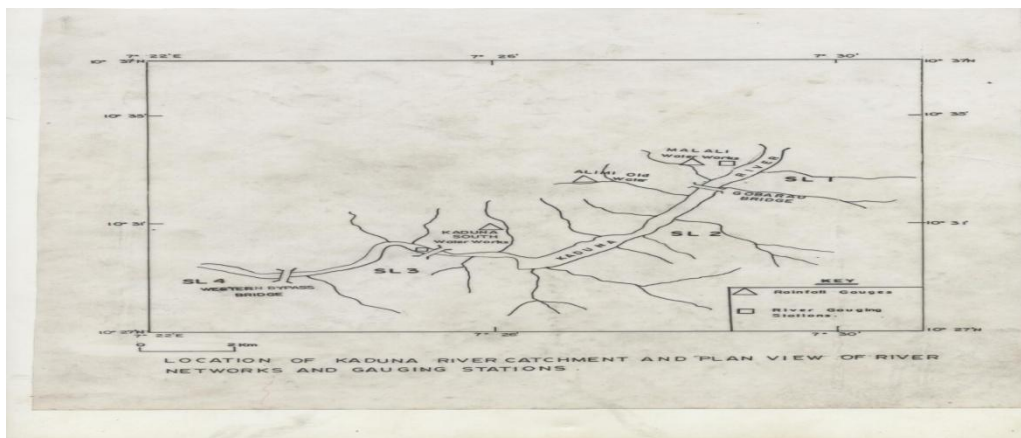 7° 22'E
7° 26'
7° 30'
10° 37'N
10° 37'N
10° 35'
10° 35'
MALALI
Water Works
RIVER
ALIMI Old
SL 1
GOBARAU
BRIDGE
10° 31'
10° 31'
KADUNA
SOUTH
Water Works
KADUNA
SL 2
SL 3
SL 4
WESTERN BYPASS
BRIDGE
KEY
Rainfall Gauges
River Gauging
Stations.
10° 27'N
10° 27'N
7° 22'E
7° 26'
7° 30'
0 2 Km
LOCATION OF KADUNA RIVER CATCHMENT AND PLAN VIEW OF RIVER
NETWORKS AND GAUGING STATIONS.